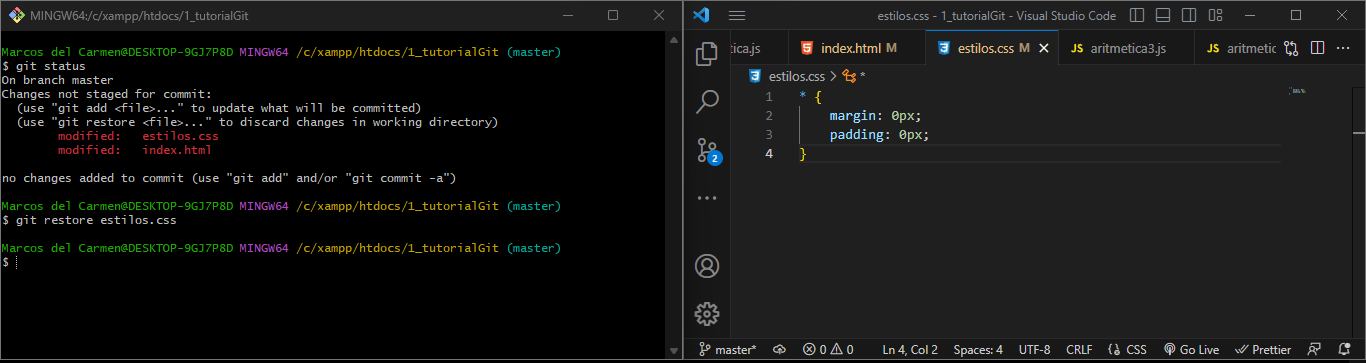 MINGW64:/c/xampp/htdocs/1_tutorialGit
Marcos del Carmen@DESKTOP-9GJ7P8D MINGW64 /c/xampp/htdocs/1_tutorialGit (master)
$ git status
On branch master
Changes not staged for commit:
  (use "git add <file>..." to update what will be committed)
  (use "git restore <file>..." to discard changes in working directory)
        modified:   estilos.css
        modified:   index.html

no changes added to commit (use "git add" and/or "git commit -a")

Marcos del Carmen@DESKTOP-9GJ7P8D MINGW64 /c/xampp/htdocs/1_tutorialGit (master)
$ git restore estilos.css

Marcos del Carmen@DESKTOP-9GJ7P8D MINGW64 /c/xampp/htdocs/1_tutorialGit (master)
$
estilos.css - 1_tutorialGit - Visual Studio Code
tica.js index.html M estilos.css M JS aritmetica3.js JS aritmetic
estilos.css > *
1 * {
2     margin: 0px;
3     padding: 0px;
4 }
2
master* 0 0 Ln 4, Col 2 Spaces: 4 UTF-8 CRLF CSS Go Live Prettier